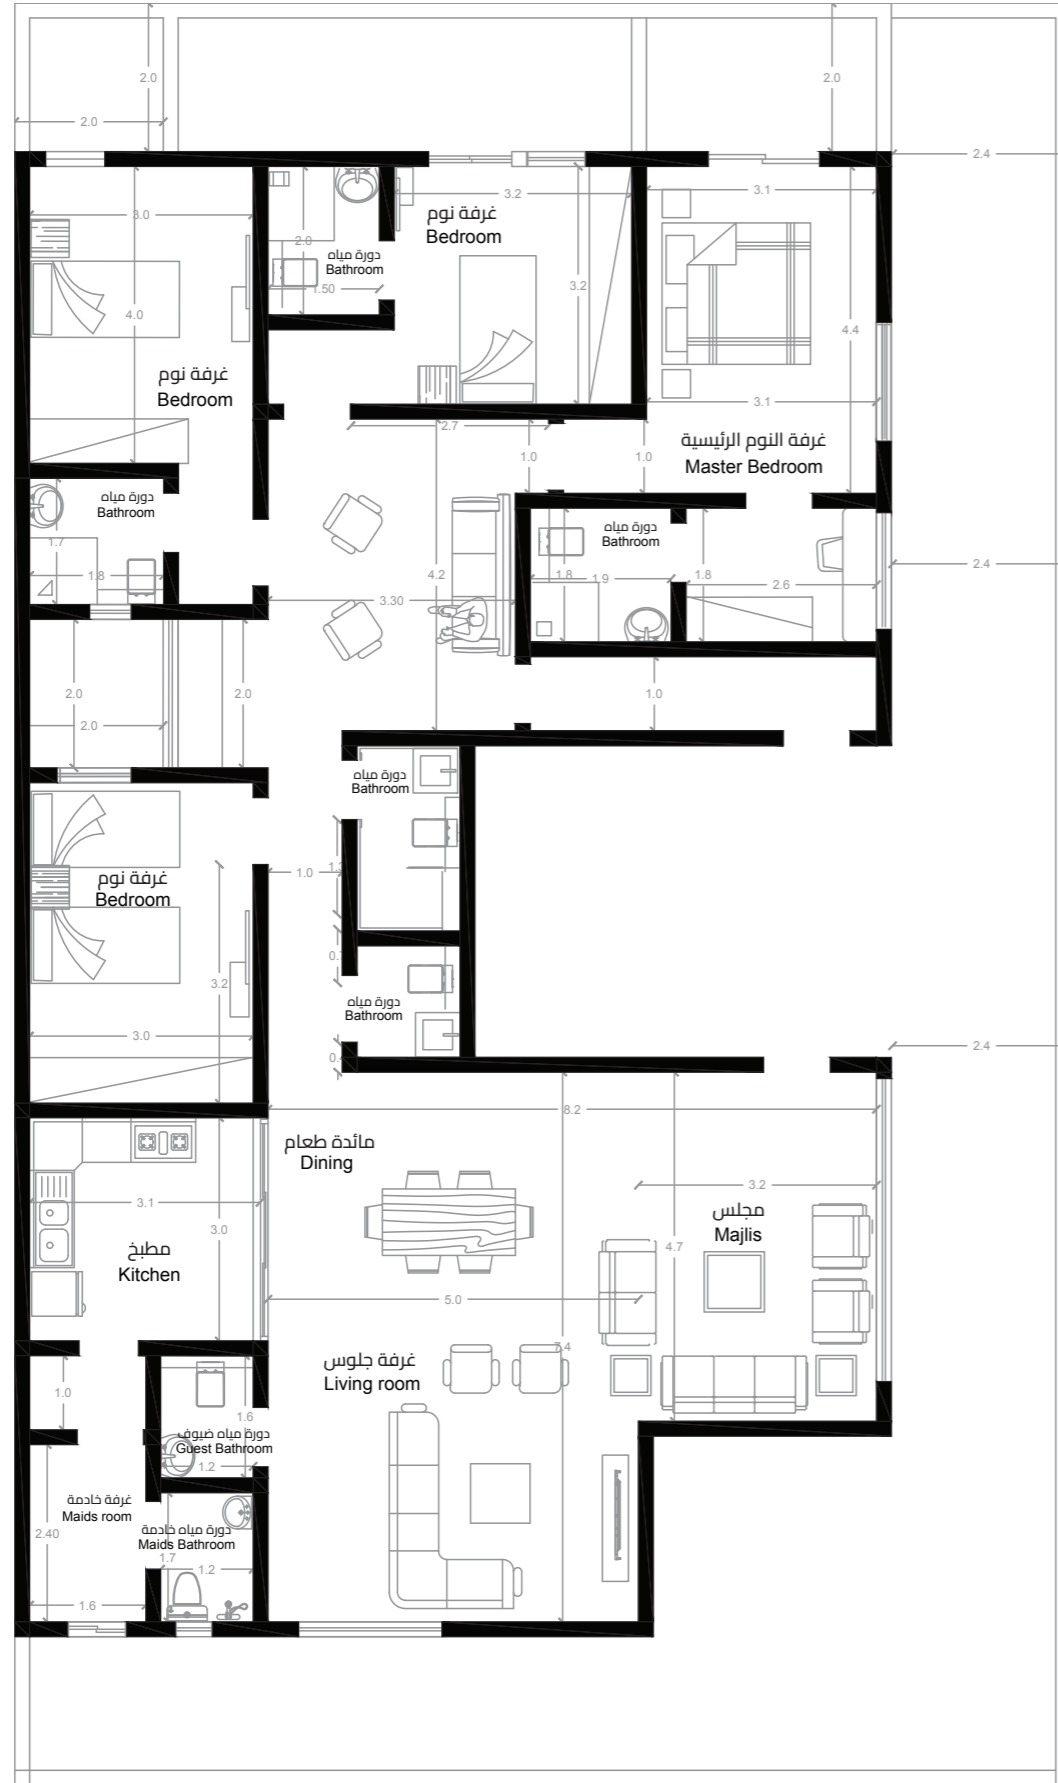 2.0
2.0
2.0
2.4
3.0
3.2
3.1
غرفة نوم
Bedroom
2.0
دورة مياه
Bathroom
1.50
3.2
4.0
4.4
غرفة نوم
Bedroom
3.1
2.7
1.0
1.0
غرفة النوم الرئيسية
Master Bedroom
دورة مياه
Bathroom
1.7
1.8
دورة مياه
Bathroom
1.8
1.9
1.8
2.6
2.4
4.2
3.30
2.0
2.0
2.0
1.0
دورة مياه
Bathroom
1.0
غرفة نوم
Bedroom
3.2
3.0
دورة مياه
Bathroom
2.4
8.2
مائدة طعام
Dining
3.1
3.0
3.2
مجلس
Majlis
4.7
مطبخ
Kitchen
5.0
7.4
غرفة جلوس
Living room
1.0
1.6
دورة مياه ضيوف
Guest Bathroom
1.2
غرفة خادمة
Maids room
2.40
دورة مياه خادمة
Maids Bathroom
1.7
1.2
1.6